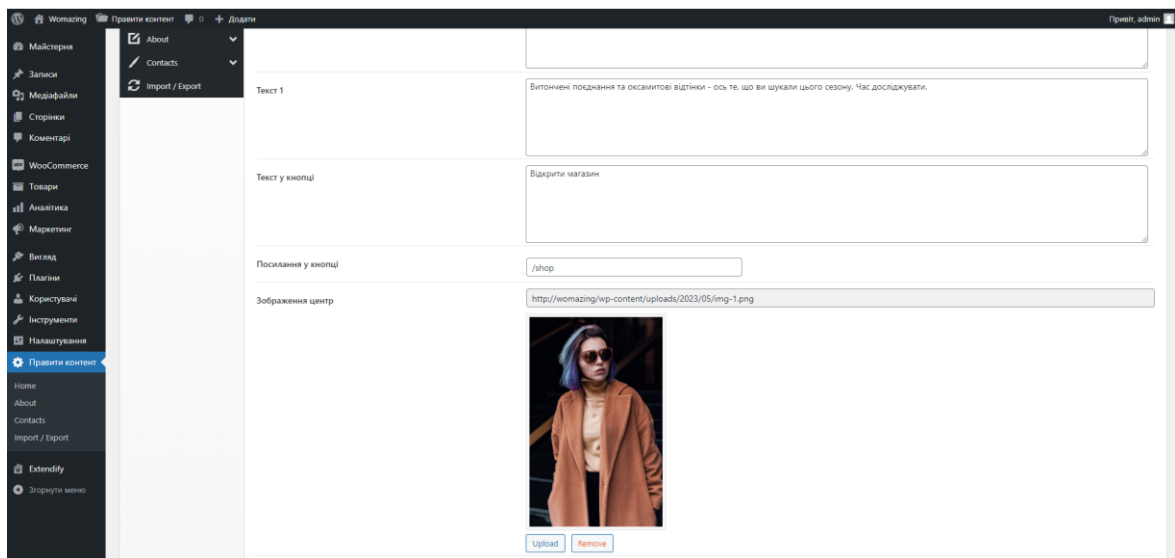 Womazing Правити контент 0 + Додати Привіт, admin
Майстерня
Записи
Медіафайли
Сторінки
Коментарі
WooCommerce
Товари
Аналітика
Маркетинг
Вигляд
Плагіни
Користувачі
Інструменти
Налаштування
Правити контент
Home
About
Contacts
Import / Export
Extendify
Згорнути меню
About
Contacts
Import / Export
Текст 1
Витончені поєднання та оксамитові відтінки - ось те, що ви шукали цього сезону. Час досліджувати.
Текст у кнопці
Відкрити магазин
Посилання у кнопці
/shop
Зображення центр
http://womazing/wp-content/uploads/2023/05/img-1.png
Upload Remove